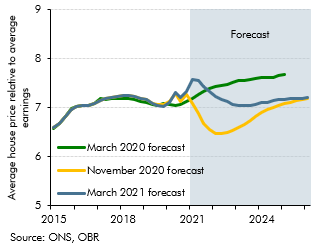 Average house price relative to average
earnings
9
8
7
6
5
Forecast
March 2020 forecast
November 2020 forecast
March 2021 forecast
2015
2018
2021
2024
Source: ONS, OBR